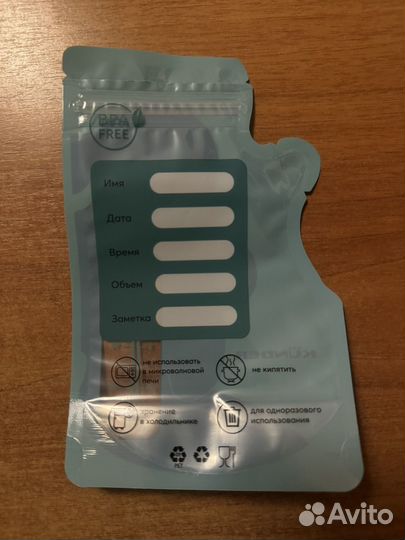 BPA
FREE
Имя
Дата
Время
Объем
Заметка
не использовать
в микроволновой
печи
не кипятить
хранение
в холодильнике
для одноразового
использования
PET
Avito